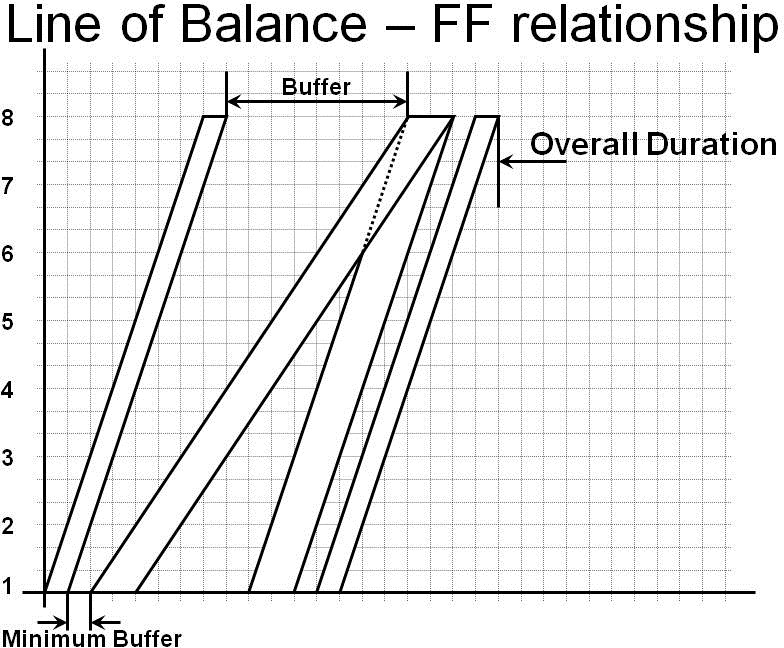 Line of Balance – FF relationship
Buffer
8
Overall Duration
7
6
5
4
3
2
1
Minimum Buffer